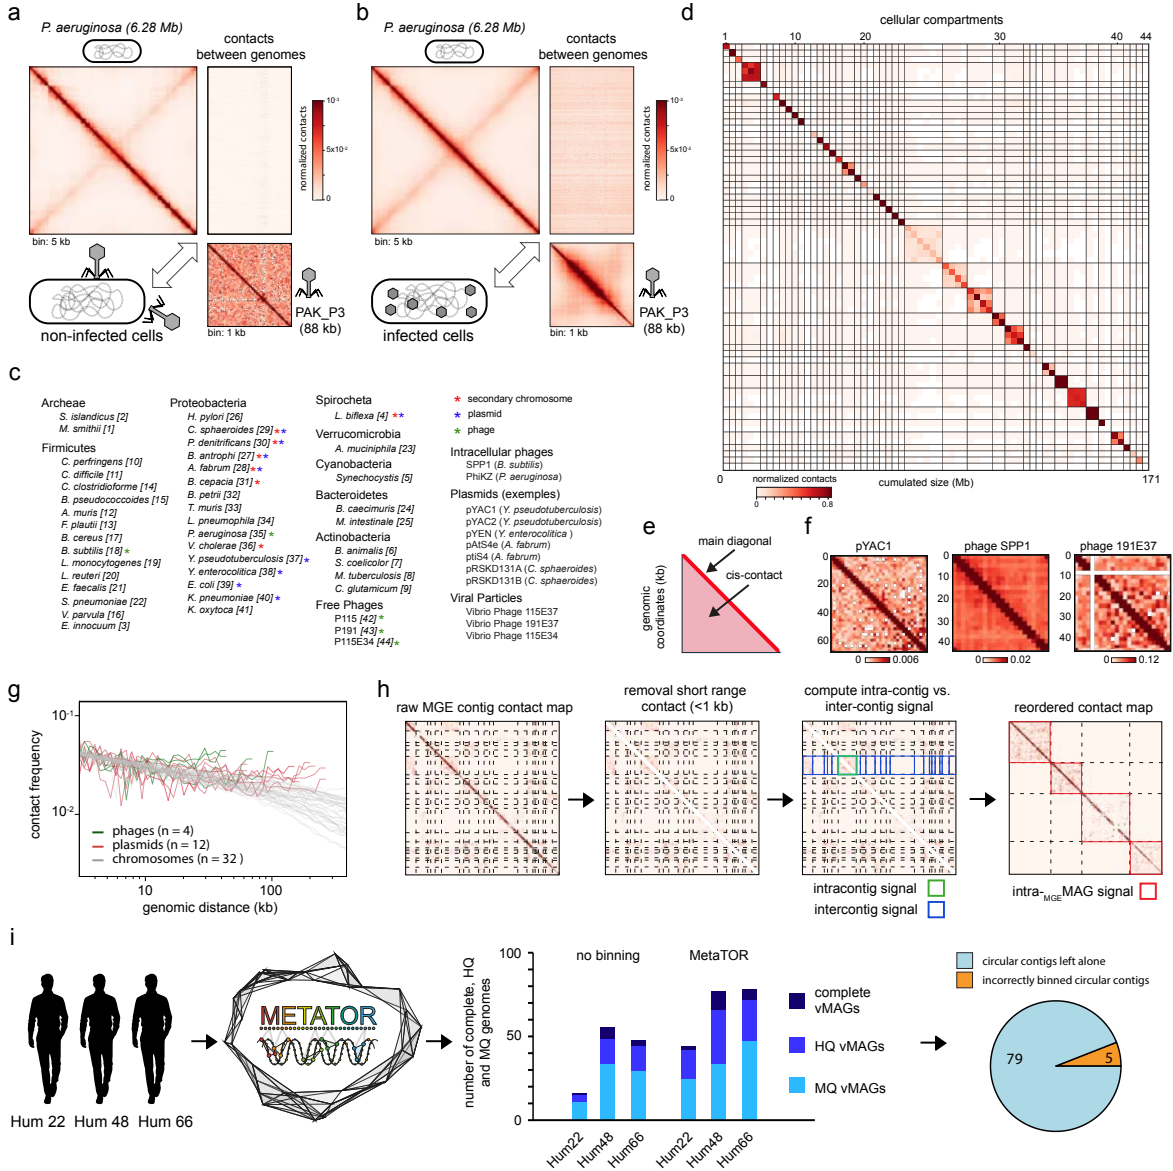 a
P. aeruginosa (6.28 Mb)
contacts
between genomes
10⁻³
5x10⁻²
0
normalized contacts
bin: 5 kb
non-infected cells
bin: 1 kb
PAK_P3
(88 kb)
b
P. aeruginosa (6.28 Mb)
contacts
between genomes
10⁻³
5x10⁻²
0
normalized contacts
bin: 5 kb
infected cells
bin: 1 kb
PAK_P3
(88 kb)
c
Archeae
S. islandicus [2]
M. smithii [1]
Firmicutes
C. perfringens [10]
C. difficile [11]
C. clostridioforme [14]
B. pseudococcoides [15]
A. muris [12]
F. plautii [13]
B. cereus [17]
B. subtilis [18] *
L. monocytogenes [19]
L. reuteri [20]
E. faecalis [21]
S. pneumoniae [22]
V. parvula [16]
E. innocuum [3]
Proteobacteria
H. pylori [26]
C. sphaeroides [29] **
P. denitrificans [30] **
B. antrophi [27] **
A. fabrum [28] **
B. cepacia [31] *
B. petrii [32]
T. muris [33]
L. pneumophila [34]
P. aeruginosa [35] *
V. cholerae [36] *
Y. pseudotuberculosis [37] *
Y. enterocolitica [38] *
E. coli [39] *
K. pneumoniae [40] *
K. oxytoca [41]
Spirocheta
L. biflexa [4] **
Verrucomicrobia
A. muciniphila [23]
Cyanobacteria
Synechocystis [5]
Bacteroidetes
B. caecimuris [24]
M. intestinale [25]
Actinobacteria
B. animalis [6]
S. coelicolor [7]
M. tuberculosis [8]
C. glutamicum [9]
Free Phages
P115 [42] *
P191 [43] *
P115E34 [44] *
* secondary chromosome
* plasmid
* phage
Intracellular phages
SPP1 (B. subtilis)
PhiKZ (P. aeruginosa)
Plasmids (exemples)
pYAC1 (Y. pseudotuberculosis)
pYAC2 (Y. pseudotuberculosis)
pYEN (Y. enterocolitica )
pAtS4e (A. fabrum)
ptiS4 (A. fabrum)
pRSKD131A (C. sphaeroides)
pRSKD131B (C. sphaeroides)
Viral Particles
Vibrio Phage 115E37
Vibrio Phage 191E37
Vibrio Phage 115E34
d
cellular compartments
1 10 20 30 40 44
0 cumulated size (Mb) 171
normalized contacts
0 0.8
e
main diagonal
cis-contact
genomic
coordinates (kb)
f
pYAC1
0
20
40
60
0 0.006
phage SPP1
0
20
40
0 0.02
phage 191E37
0
10
20
30
40
0 0.12
g
10⁻¹
10⁻²
contact frequency
phages (n = 4)
plasmids (n = 12)
chromosomes (n = 32 )
10 100
genomic distance (kb)
h
raw MGE contig contact map
removal short range
contact (<1 kb)
compute intra-contig vs.
inter-contig signal
reordered contact map
intracontig signal
intercontig signal
intra-MGEMAG signal
i
Hum 22 Hum 48 Hum 66
METATOR
number of complete, HQ
and MQ genomes
100
50
0
no binning
MetaTOR
Hum22
Hum48
Hum66
Hum22
Hum48
Hum66
complete
vMAGs
HQ vMAGs
MQ vMAGs
circular contigs left alone
incorrectly binned circular contigs
79
5